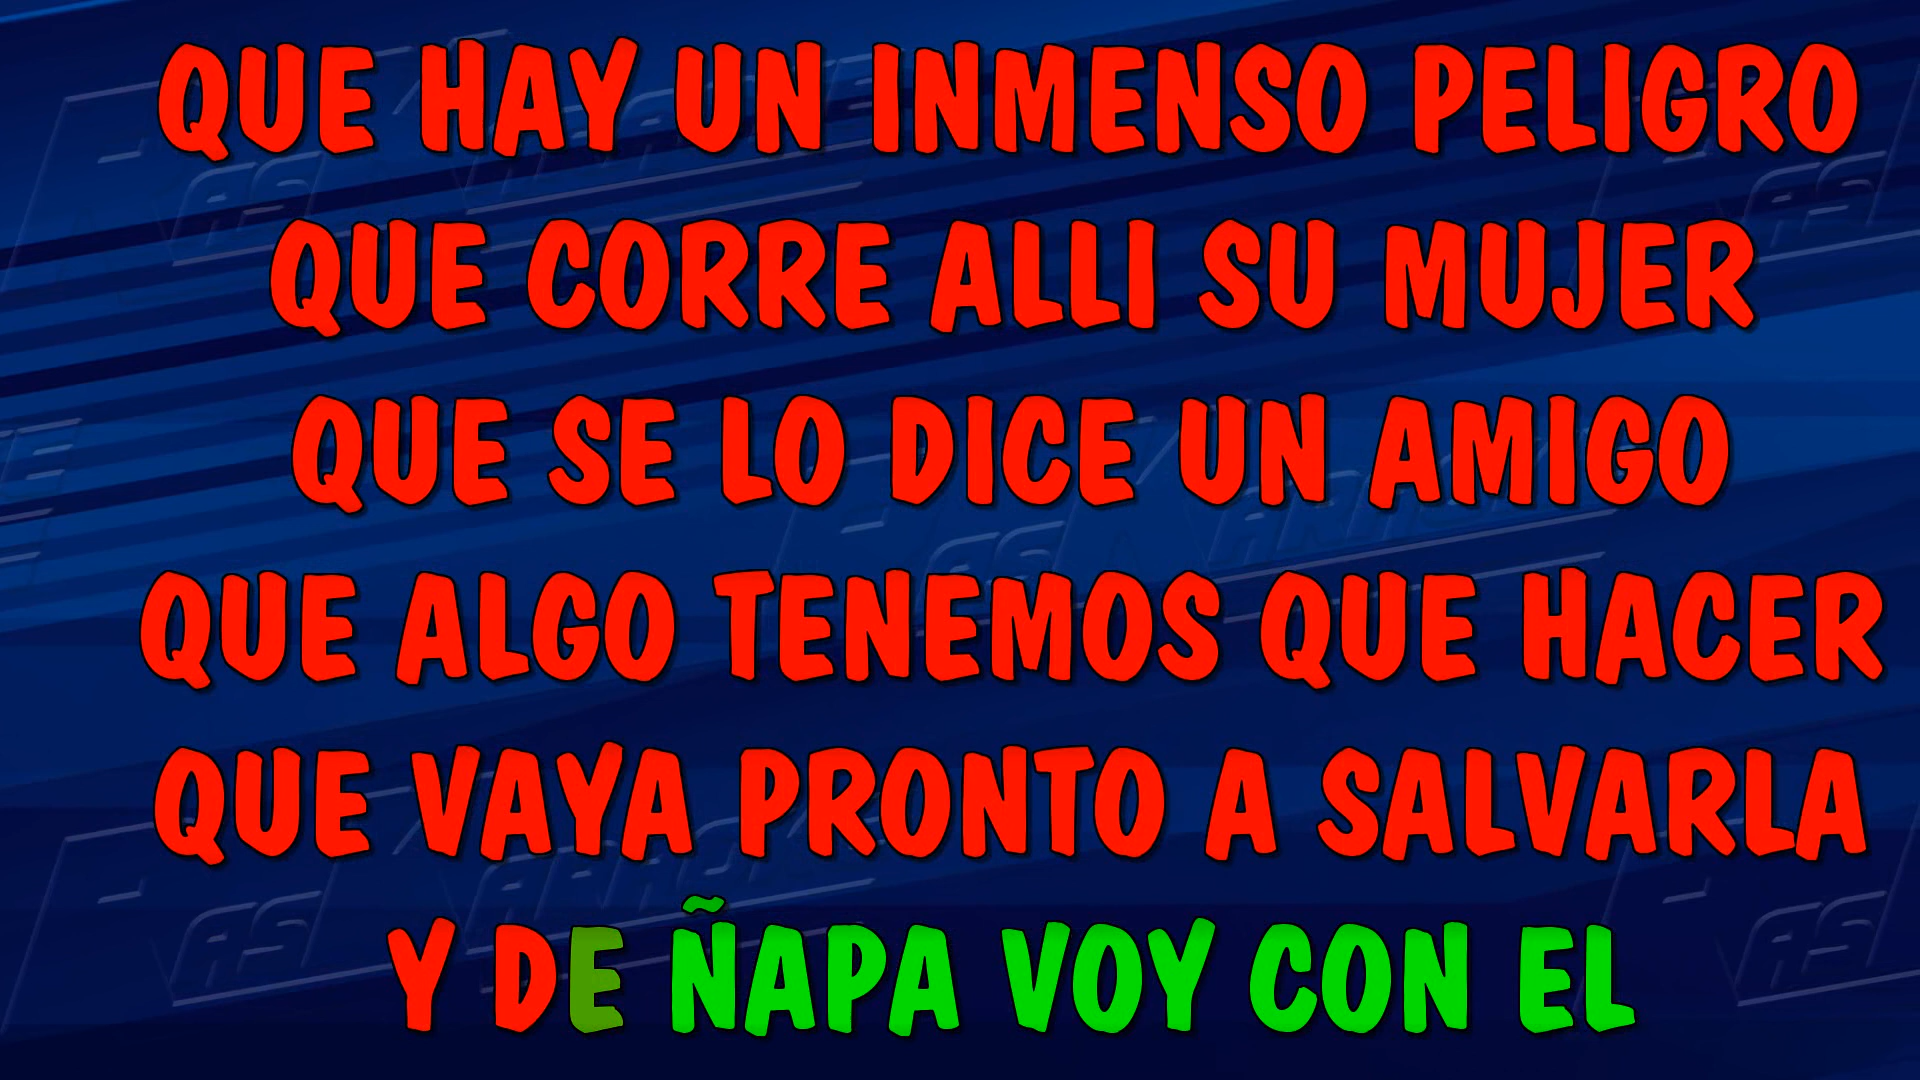 QUE HAY UN INMENSO PELIGRO
QUE CORRE ALLI SU MUJER
QUE SE LO DICE UN AMIGO
QUE ALGO TENEMOS QUE HACER
QUE VAYA PRONTO A SALVARLA
Y DE ÑAPA VOY CON EL